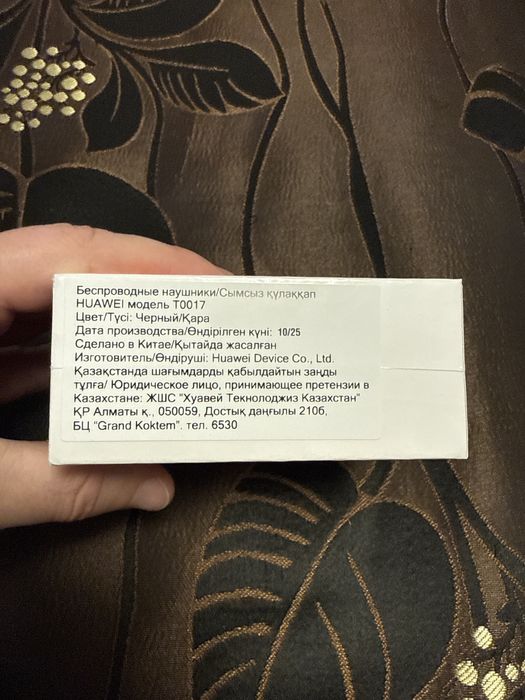 Беспроводные наушники/Сымсыз құлаққап
HUAWEI модель T0017
Цвет/Түсі: Черный/Қара
Дата производства/Өндірілген күні: 10/25
Сделано в Китае/Қытайда жасалған
Изготовитель/Өндіруші: Huawei Device Co., Ltd.
Қазақстанда шағымдарды қабылдайтын заңды
тұлға/ Юридическое лицо, принимающее претензии в
Казахстане: ЖШС "Хуавей Текнолоджиз Казахстан"
ҚР Алматы қ., 050059, Достық даңғылы 210б,
БЦ "Grand Koktem". тел. 6530